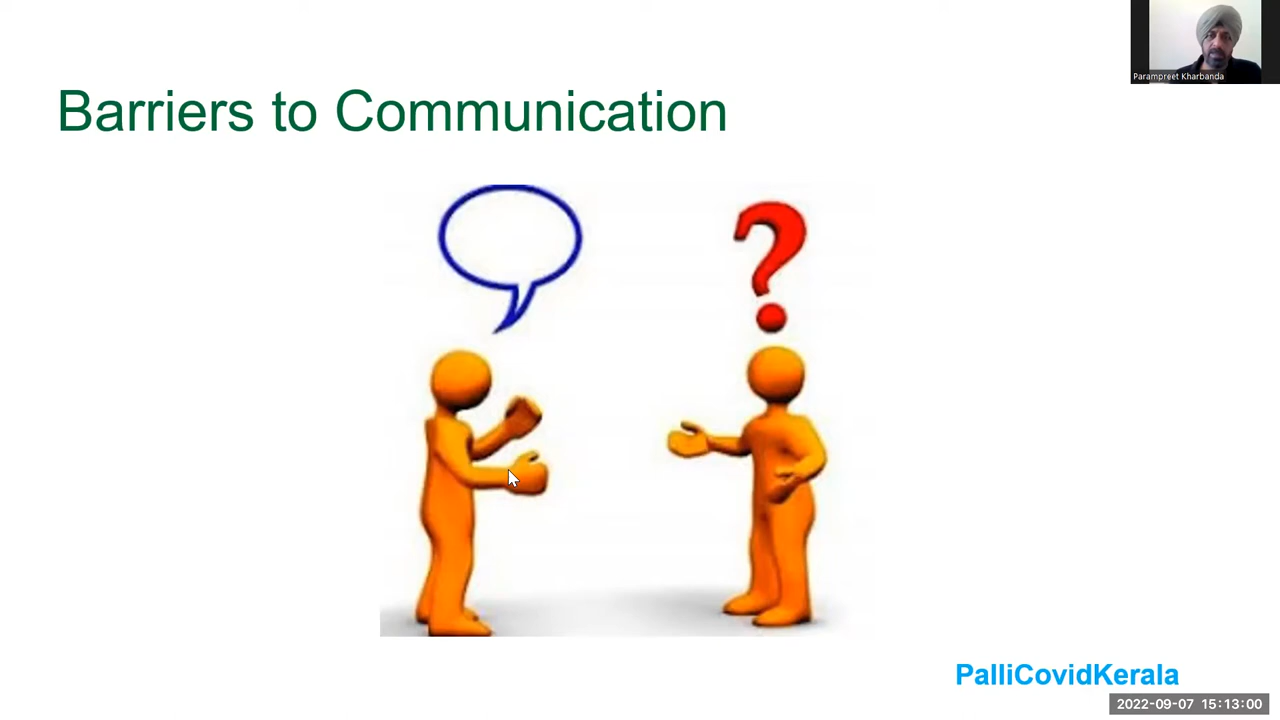 Parampreet Kharbanda
Barriers to Communication
?
PalliCovidKerala
2022-09-07 15:13:00